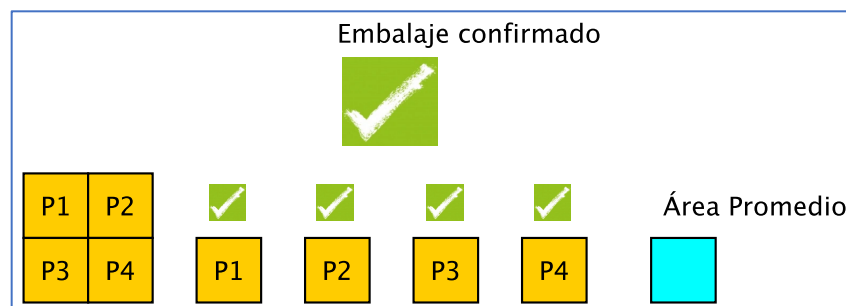 Embalaje confirmado
P1 P2
Área Promedio
P3 P4 P1 P2 P3 P4